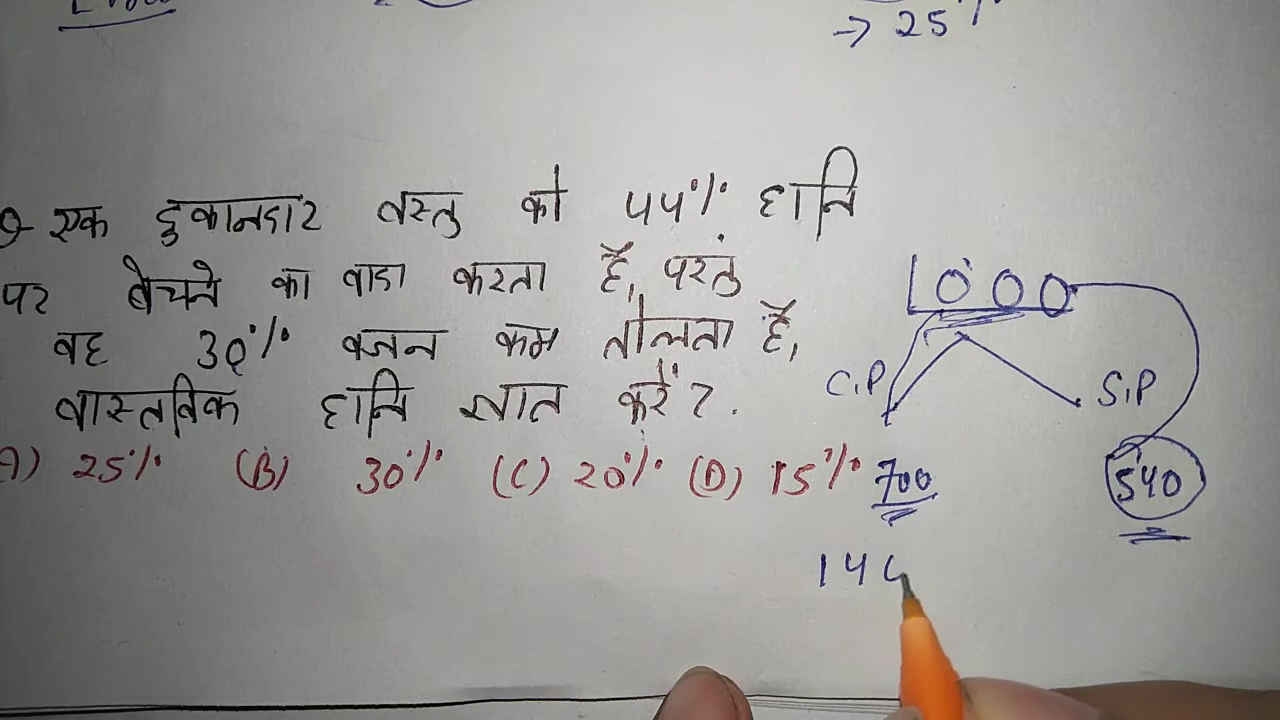 → 25%
Q- एक दुकानदार वस्तु को 44% हानि
पर बेचने का वादा करता है, परंतु
वह 30% वजन कम तोलता है,
वास्तविक हानि ज्ञात करें?.
A) 25% (B) 30% (C) 20% (D) 15%
1000
C.P S.P
700 540
14